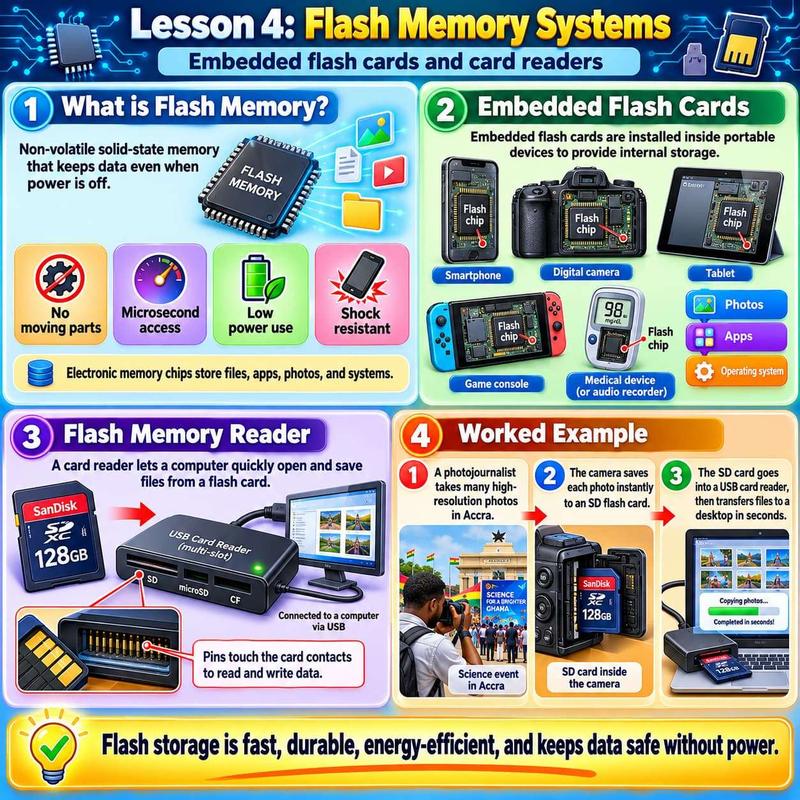 Lesson 4: Flash Memory Systems
Embedded flash cards and card readers
1 What is Flash Memory?
Non-volatile solid-state memory
that keeps data even when
power is off.
FLASH
MEMORY
No
moving parts
Microsecond
access
Low
power use
Shock
resistant
Electronic memory chips store files, apps, photos, and systems.
2 Embedded Flash Cards
Embedded flash cards are installed inside portable
devices to provide internal storage.
Flash
chip
Smartphone
Flash
chip
Digital camera
Flash
chip
Tablet
Flash
chip
Game console
98
mg/dL
Flash
chip
Medical device
(or audio recorder)
Photos
Apps
Operating system
3 Flash Memory Reader
A card reader lets a computer quickly open and save
files from a flash card.
SanDisk
SD
XC
128GB
USB Card Reader
(multi-slot)
SD
microSD
CF
Connected to a computer
via USB
Pins touch the card contacts
to read and write data.
4 Worked Example
1
A photojournalist
takes many high-
resolution photos
in Accra.
SCIENCE
FOR A BRIGHTER
GHANA
Science event
in Accra
2
The camera saves
each photo instantly
to an SD flash card.
SanDisk
SD
XC
128GB
SD card inside
the camera
3
The SD card goes
into a USB card reader,
then transfers files to a
desktop in seconds.
Copying photos...
Completed in seconds!
128GB
Flash storage is fast, durable, energy-efficient, and keeps data safe without power.